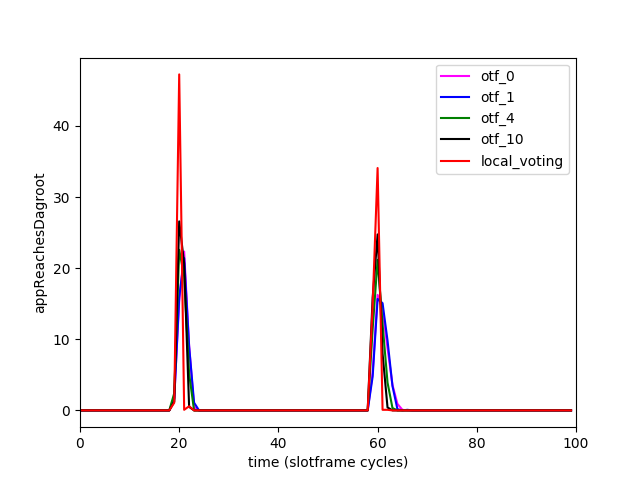 otf_0
otf_1
otf_4
otf_10
local_voting
appReachesDagroot
40
30
20
10
0
0 20 40 60 80 100
time (slotframe cycles)